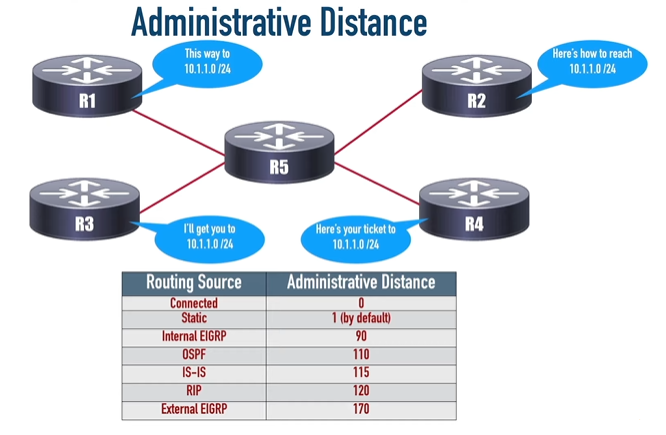 Administrative Distance
This way to
10.1.1.0 /24
Here's how to reach
10.1.1.0 /24
R1
R2
R5
R3
R4
I'll get you to
10.1.1.0 /24
Here's your ticket to
10.1.1.0 /24
Routing Source Administrative Distance
Connected 0
Static 1 (by default)
Internal EIGRP 90
OSPF 110
IS-IS 115
RIP 120
External EIGRP 170